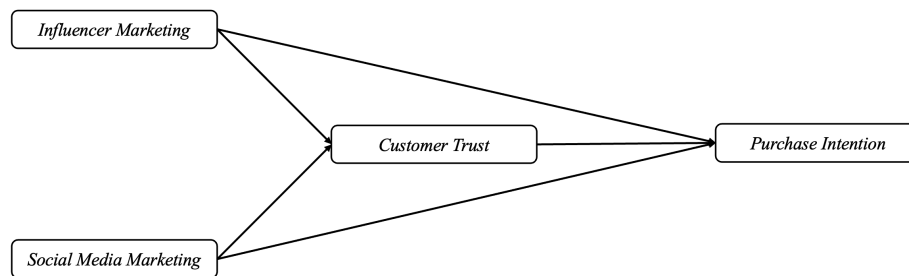 Influencer Marketing
Customer Trust
Purchase Intention
Social Media Marketing